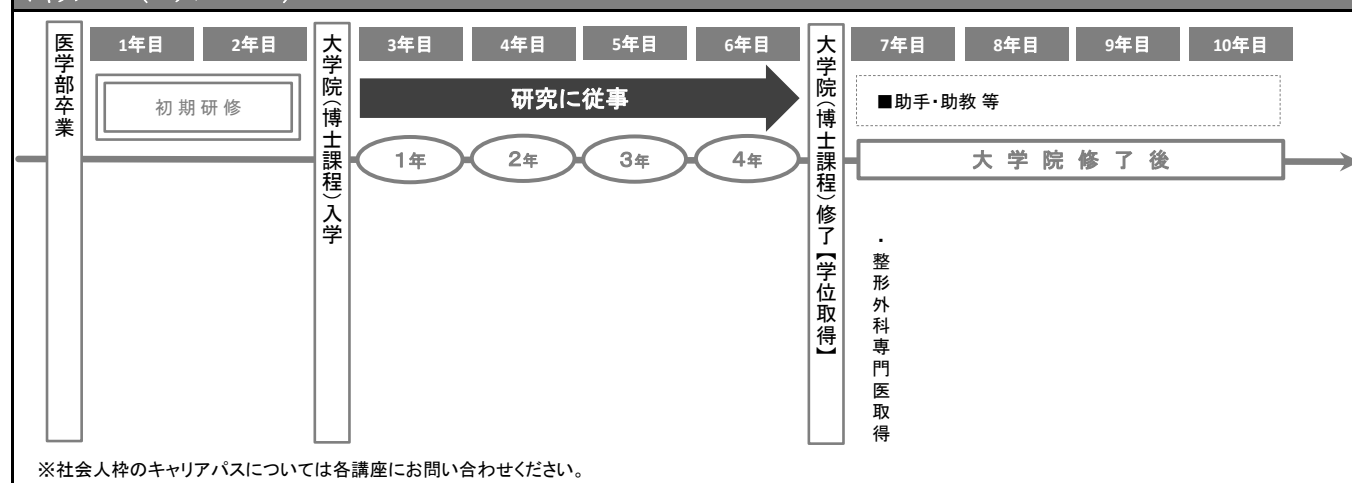 医学部卒業
1年目
2年目
初期研修
大学院(博士課程)入学
3年目
4年目
5年目
6年目
研究に従事
1年
2年
3年
4年
大学院(博士課程)修了【学位取得】
7年目
8年目
9年目
10年目
■助手・助教 等
大学院修了後
・整形外科専門医取得
※社会人枠のキャリアパスについては各講座にお問い合わせください。